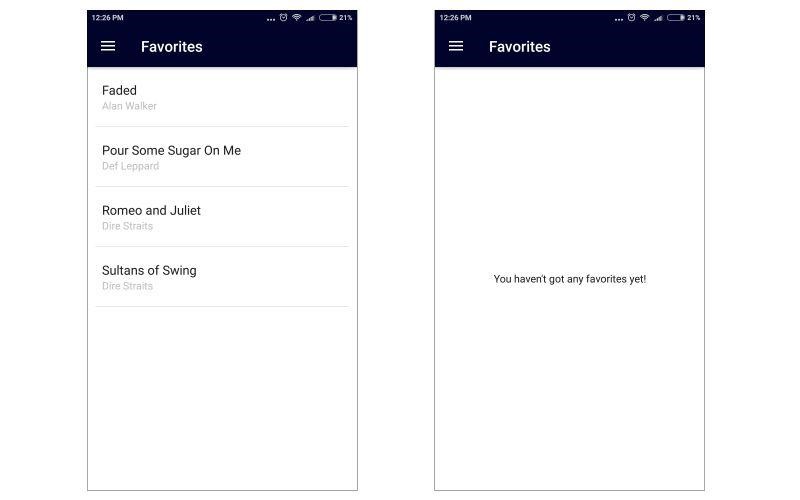 12:26 PM
21%
Favorites
Faded
Alan Walker
Pour Some Sugar On Me
Def Leppard
Romeo and Juliet
Dire Straits
Sultans of Swing
Dire Straits
12:26 PM
21%
Favorites
You haven't got any favorites yet!